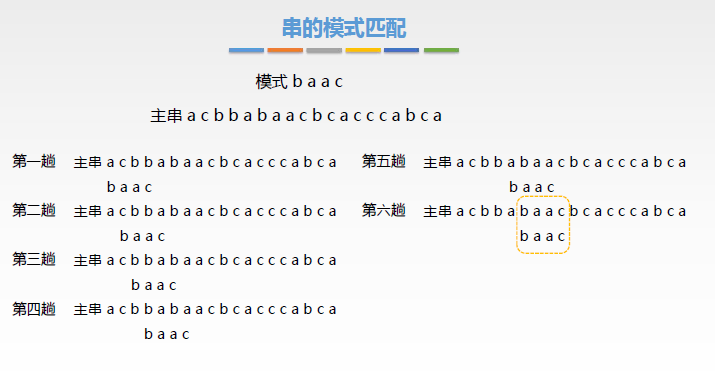 串的模式匹配
模式 b a a c
主串 a c b b a b a a c b c a c c c a b c a
第一趟 主串 a c b b a b a a c b c a c c c a b c a
b a a c
第二趟 主串 a c b b a b a a c b c a c c c a b c a
b a a c
第三趟 主串 a c b b a b a a c b c a c c c a b c a
b a a c
第四趟 主串 a c b b a b a a c b c a c c c a b c a
b a a c
第五趟 主串 a c b b a b a a c b c a c c c a b c a
b a a c
第六趟 主串 a c b b a b a a c b c a c c c a b c a
b a a c